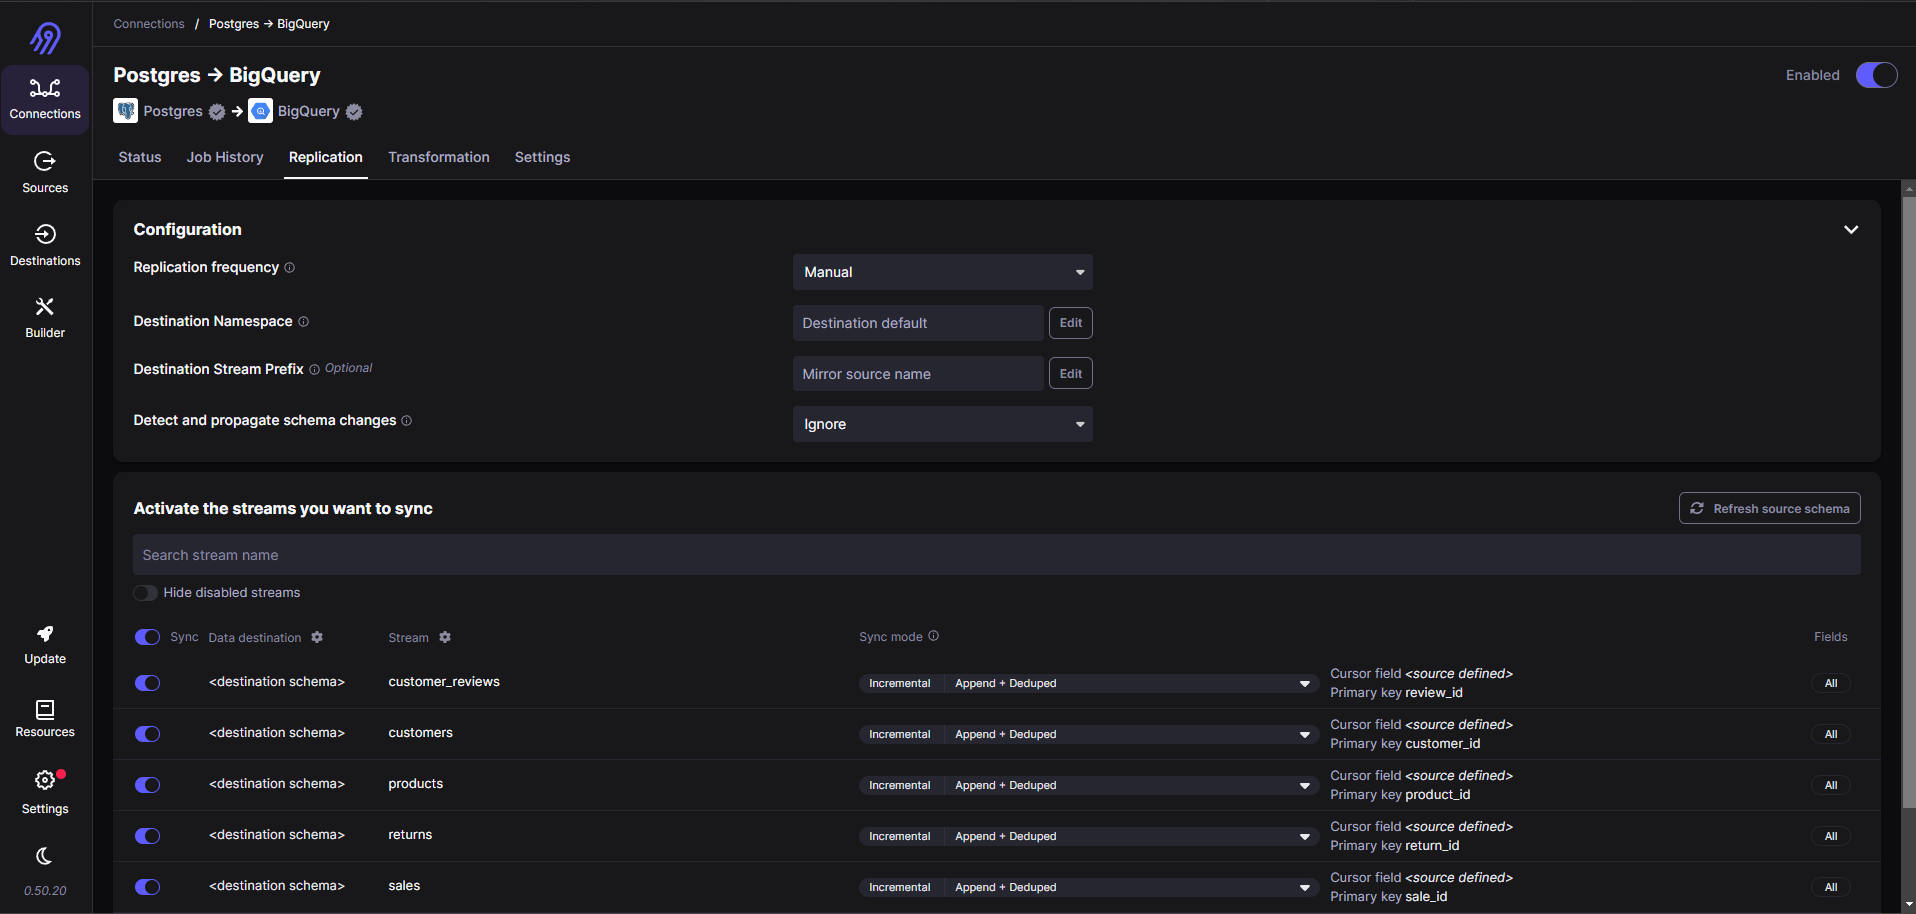 Connections / Postgres → BigQuery
Postgres → BigQuery
Enabled
Postgres → BigQuery
Status Job History Replication Transformation Settings
Connections
Sources
Destinations
Builder
Update
Resources
Settings
0.50.20
Configuration
Replication frequency
Manual
Destination Namespace
Destination default Edit
Destination Stream Prefix Optional
Mirror source name Edit
Detect and propagate schema changes
Ignore
Activate the streams you want to sync
Refresh source schema
Search stream name
Hide disabled streams
Sync Data destination Stream Sync mode Fields
<destination schema> customer_reviews Incremental Append + Deduped Cursor field <source defined> All
Primary key review_id
<destination schema> customers Incremental Append + Deduped Cursor field <source defined> All
Primary key customer_id
<destination schema> products Incremental Append + Deduped Cursor field <source defined> All
Primary key product_id
<destination schema> returns Incremental Append + Deduped Cursor field <source defined> All
Primary key return_id
<destination schema> sales Incremental Append + Deduped Cursor field <source defined> All
Primary key sale_id